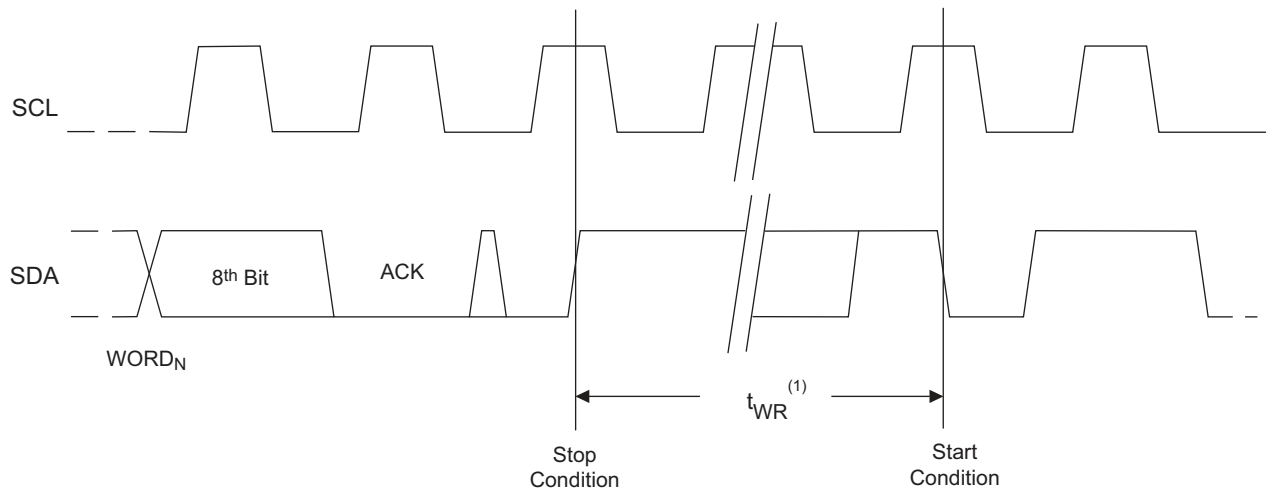 SCL
SDA
8th Bit
ACK
WORDN
tWR(1)
Stop
Condition
Start
Condition